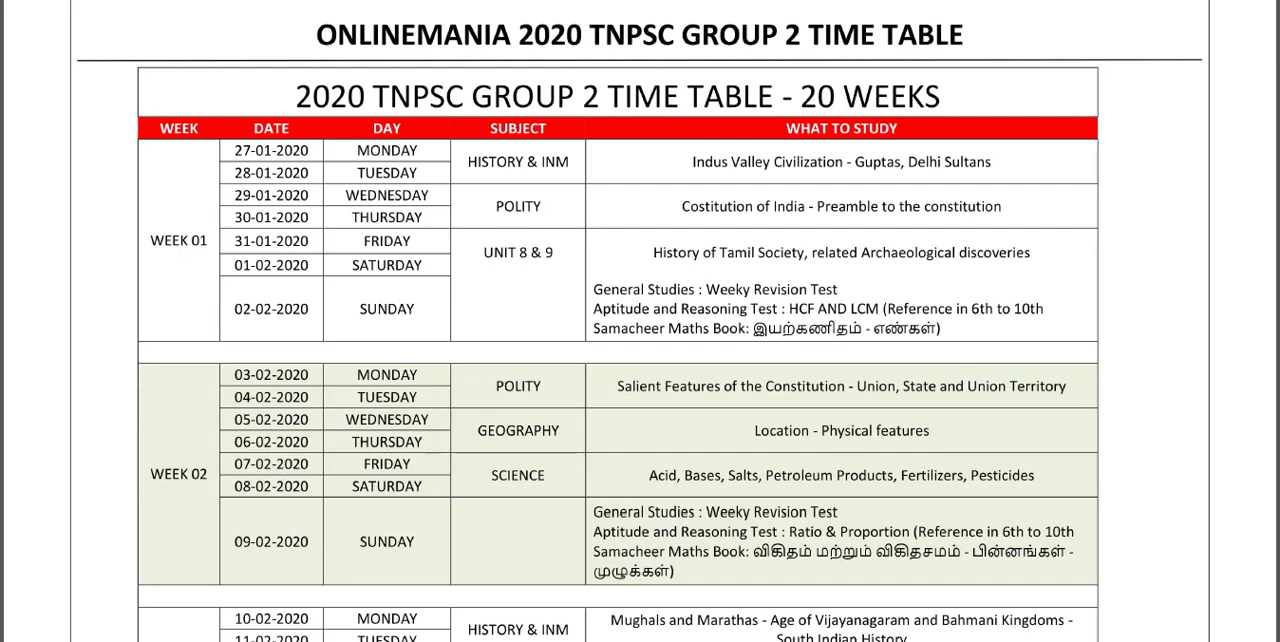 ONLINEMANIA 2020 TNPSC GROUP 2 TIME TABLE
2020 TNPSC GROUP 2 TIME TABLE - 20 WEEKS
WEEK DATE DAY SUBJECT WHAT TO STUDY
WEEK 01
27-01-2020 MONDAY
28-01-2020 TUESDAY
HISTORY & INM Indus Valley Civilization - Guptas, Delhi Sultans
29-01-2020 WEDNESDAY
30-01-2020 THURSDAY
POLITY Costitution of India - Preamble to the constitution
31-01-2020 FRIDAY
01-02-2020 SATURDAY
UNIT 8 & 9 History of Tamil Society, related Archaeological discoveries
02-02-2020 SUNDAY
General Studies : Weeky Revision Test
Aptitude and Reasoning Test : HCF AND LCM (Reference in 6th to 10th
Samacheer Maths Book: இயற்கணிதம் - எண்கள்)
WEEK 02
03-02-2020 MONDAY
04-02-2020 TUESDAY
POLITY Salient Features of the Constitution - Union, State and Union Territory
05-02-2020 WEDNESDAY
06-02-2020 THURSDAY
GEOGRAPHY Location - Physical features
07-02-2020 FRIDAY
08-02-2020 SATURDAY
SCIENCE Acid, Bases, Salts, Petroleum Products, Fertilizers, Pesticides
09-02-2020 SUNDAY
General Studies : Weeky Revision Test
Aptitude and Reasoning Test : Ratio & Proportion (Reference in 6th to 10th
Samacheer Maths Book: விகிதம் மற்றும் விகிதசமம் - பின்னங்கள் -
முழுக்கள்)
10-02-2020 MONDAY
11-02-2020 TUESDAY
HISTORY & INM Mughals and Marathas - Age of Vijayanagaram and Bahmani Kingdoms -
South Indian History